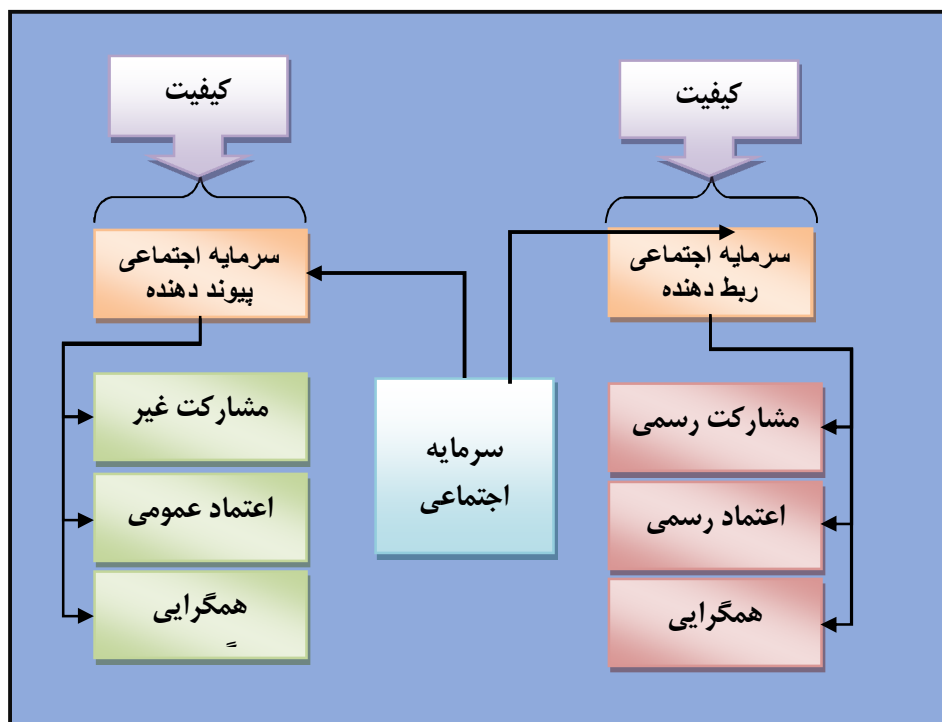 کیفیت
کیفیت
سرمایه اجتماعی
ربط دهنده
سرمایه اجتماعی
پیوند دهنده
سرمایه
اجتماعی
مشارکت رسمی
اعتماد رسمی
همگرایی
مشارکت غیر
اعتماد عمومی
همگرایی